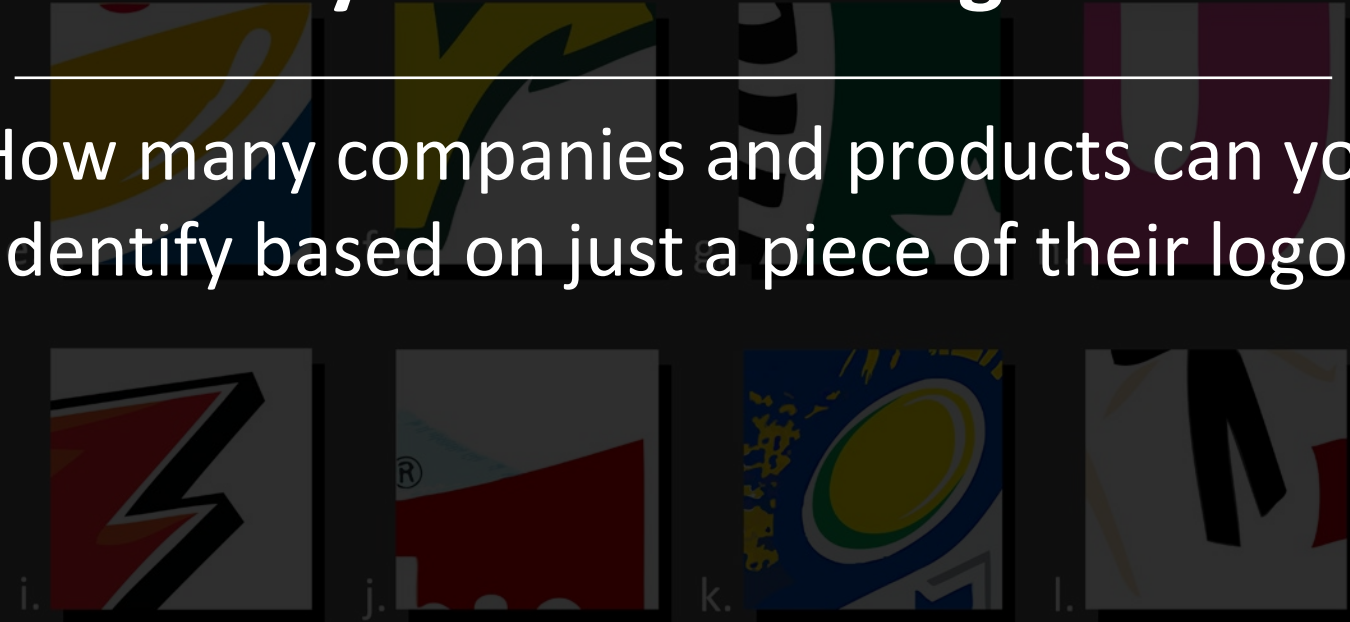 How many companies and products can yo
dentify based on just a piece of their logo
g.
U
i.
®
j.
k.
l.